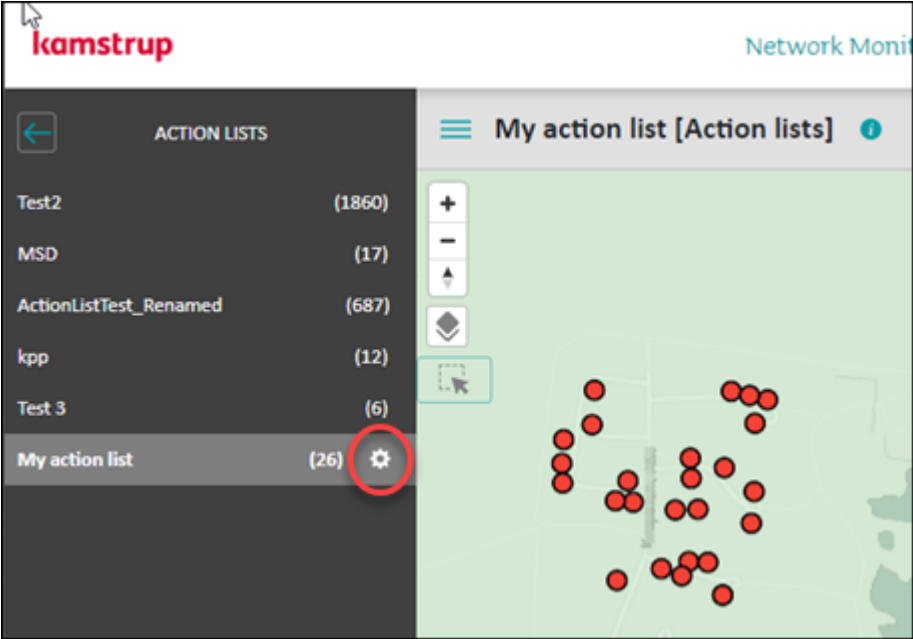 kamstrup
Network Monit
ACTION LISTS
My action list [Action lists] i
Test2 (1860)
MSD (17)
ActionListTest_Renamed (687)
kpp (12)
Test 3 (6)
My action list (26)